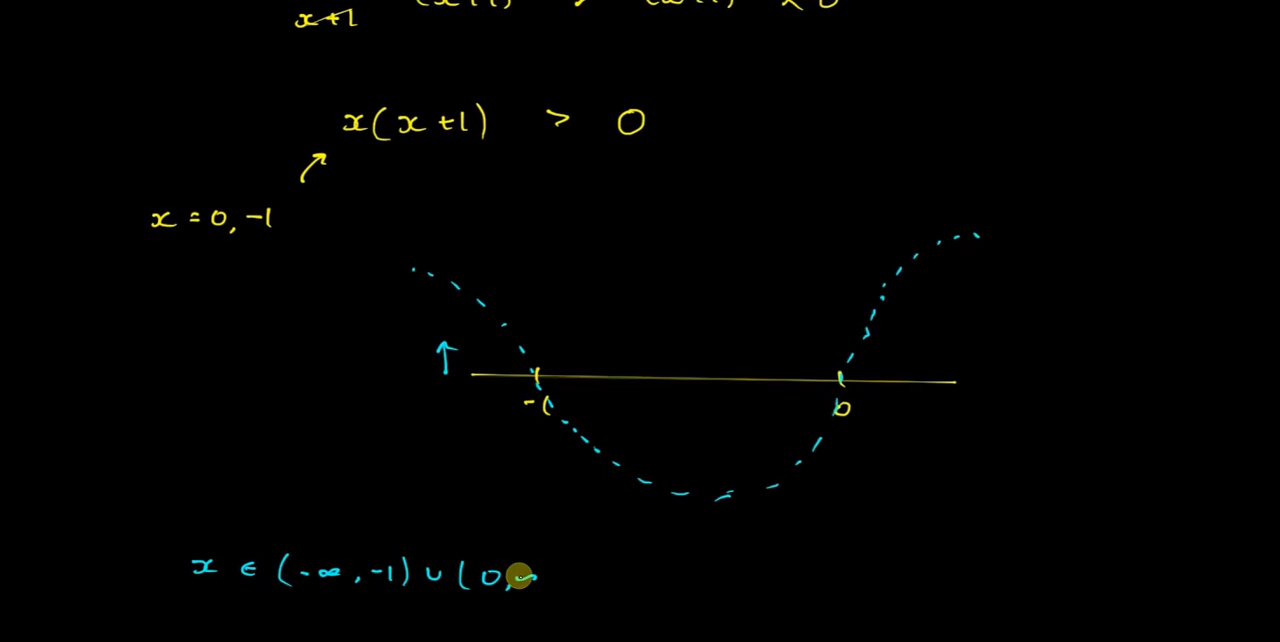 x(x+1) > 0
x = 0, -1
-1 0
x ∈ (-∞, -1) ∪ (0,